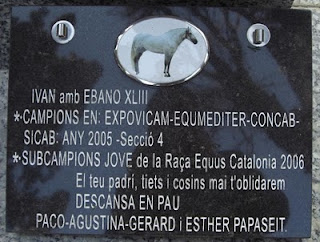 IVAN amb EBANO XLIII
*CAMPIONS EN: EXPOVICAM-EQUMEDITER-CONCAB-
SICAB: ANY 2005 -Secció 4
*SUBCAMPIONS JOVE de la Raça Equus Catalonia 2006
El teu padrí, tiets i cosins mai t'oblidarem
DESCANSA EN PAU
PACO-AGUSTINA-GERARD i ESTHER PAPASEIT.